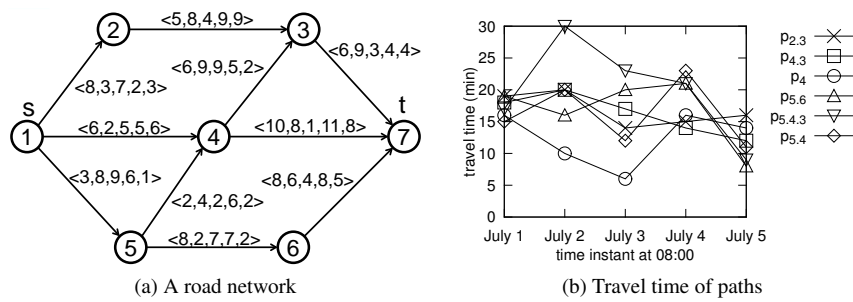 <5,8,4,9,9>
2
3
<6,9,9,5,2>
<6,9,3,4,4>
<8,3,7,2,3>
s
t
1
<6,2,5,5,6>
4
<10,8,1,11,8>
7
<3,8,9,6,1>
<8,6,4,8,5>
<2,4,2,6,2>
5
<8,2,7,7,2>
6
(a) A road network
travel time (min)
30
25
20
15
10
5
0
July 1 July 2 July 3 July 4 July 5
time instant at 08:00
p2.3
p4.3
p4
p5.6
p5.4.3
p5.4
(b) Travel time of paths